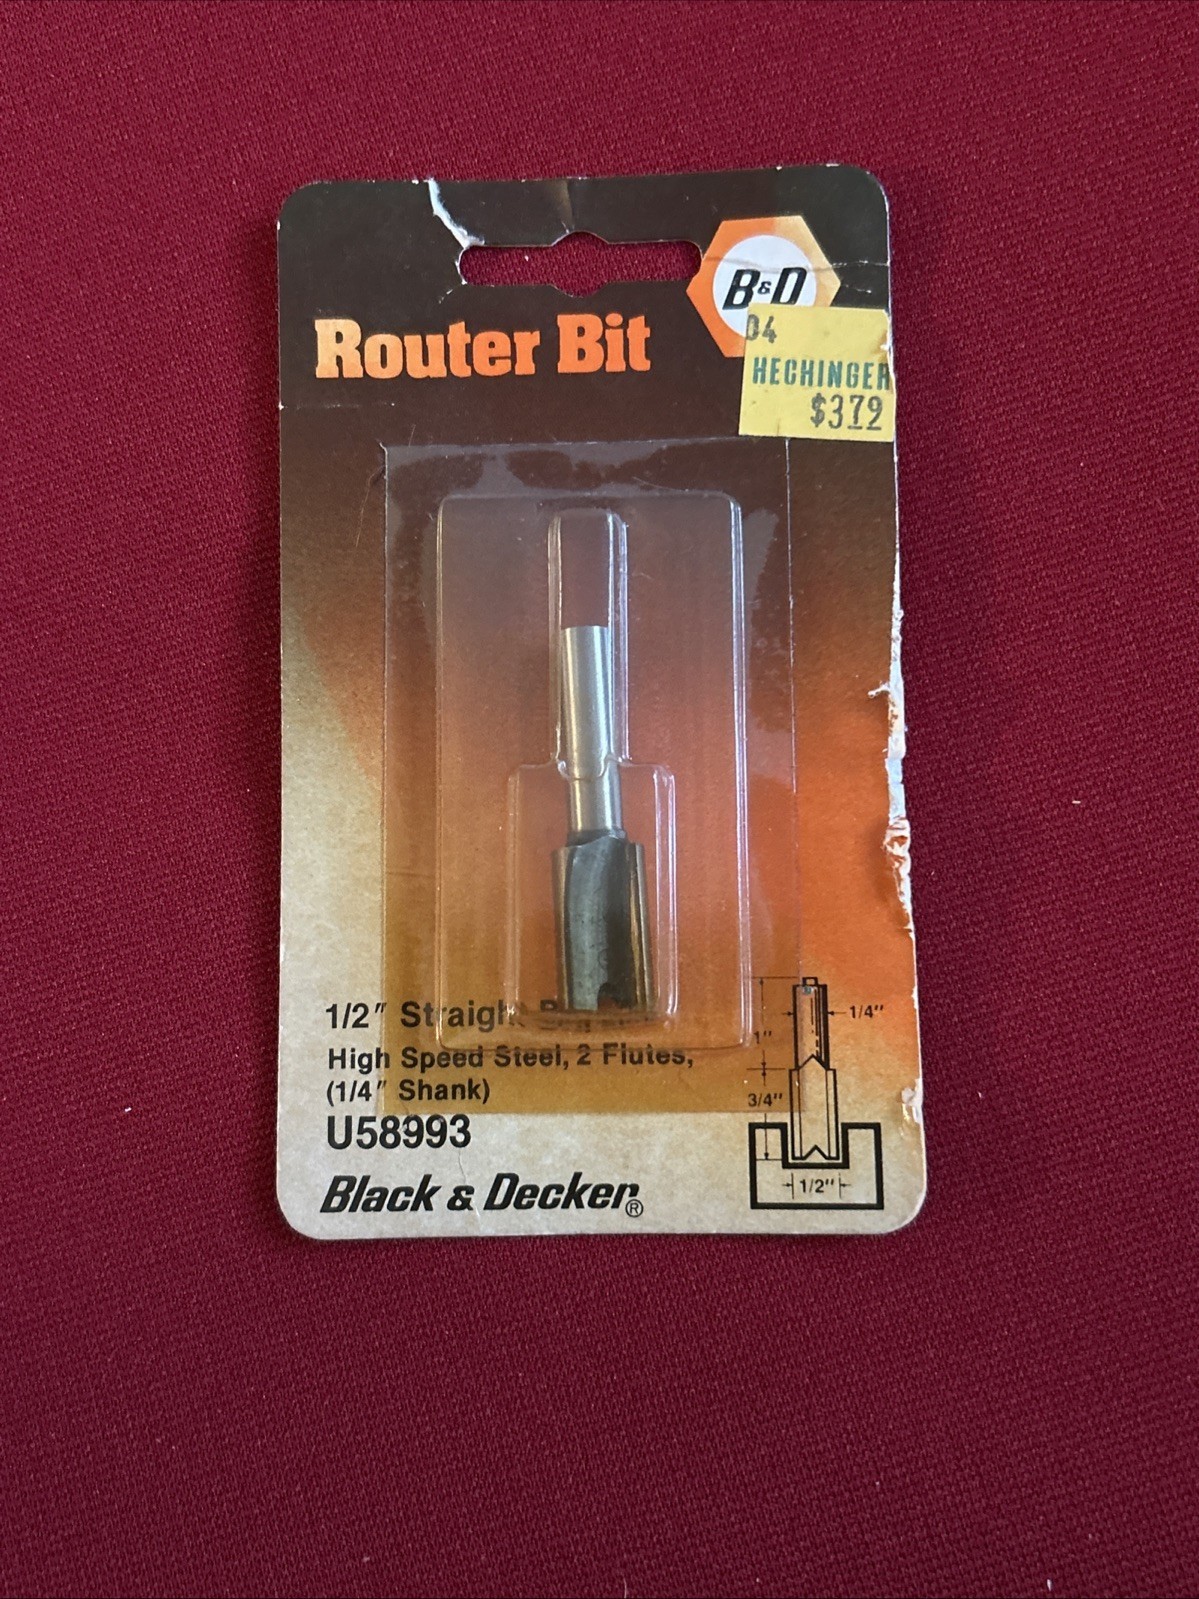 B&D
Router Bit
04
HECHINGER
$3.79
1/2" Straight
High Speed Steel, 2 Flutes,
(1/4" Shank)
U58993
Black & Decker®
1/4"
1"
3/4"
1/2"